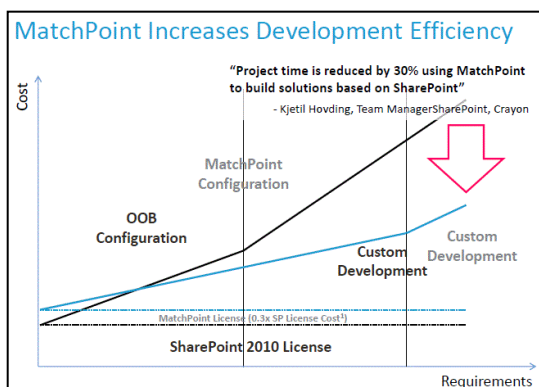 MatchPoint Increases Development Efficiency
“Project time is reduced by 30% using MatchPoint
to build solutions based on SharePoint”
- Kjetil Hovding, Team ManagerSharePoint, Crayon
Cost
MatchPoint
Configuration
OOB
Configuration
Custom
Development
Custom
Development
MatchPoint License (0.3x SP License Cost¹)
SharePoint 2010 License
Requirements